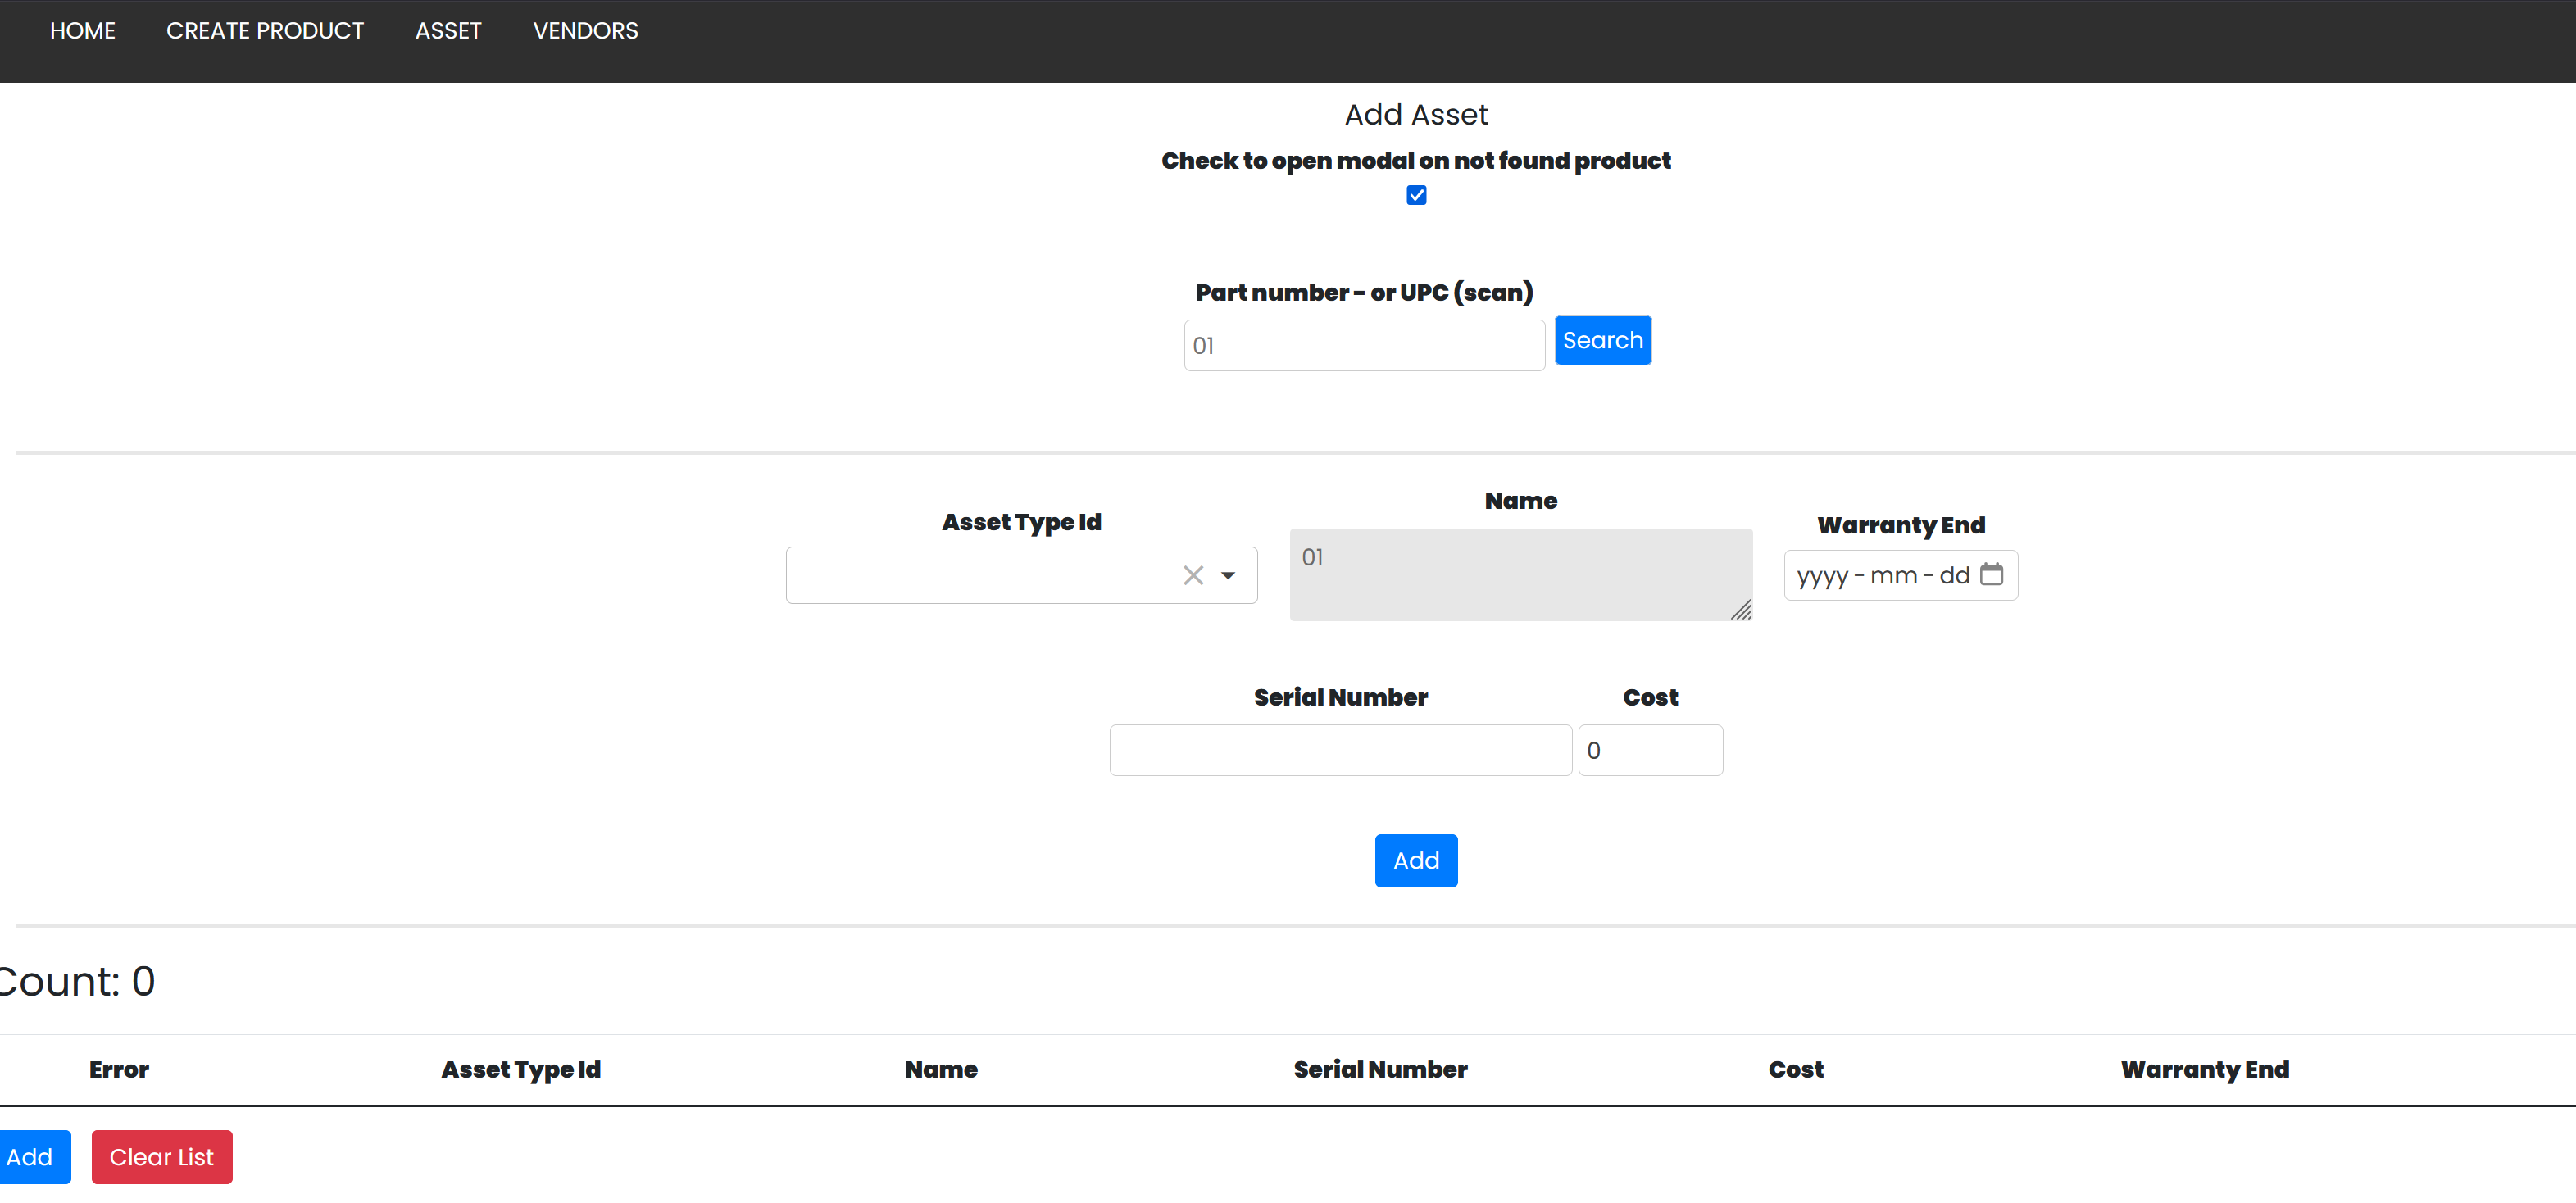 HOME CREATE PRODUCT ASSET VENDORS
Add Asset
Check to open modal on not found product
Part number - or UPC (scan)
01 Search
Asset Type Id Name Warranty End
01
yyyy - mm - dd
Serial Number Cost
0
Add
Count: 0
Error Asset Type Id Name Serial Number Cost Warranty End
Add Clear List